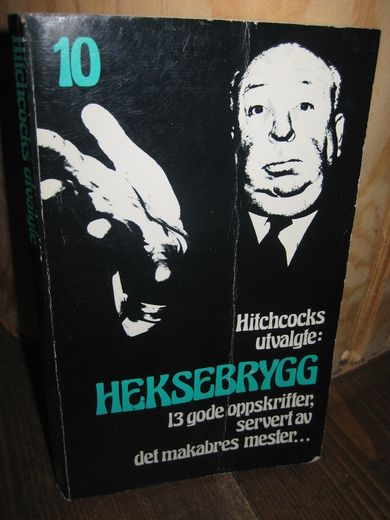 Hitchcocks utvalgte
10
Hitchcocks
utvalgte:
HEKSEBRYGG
13 gode oppskrifter,
servert av
det makabres mester...